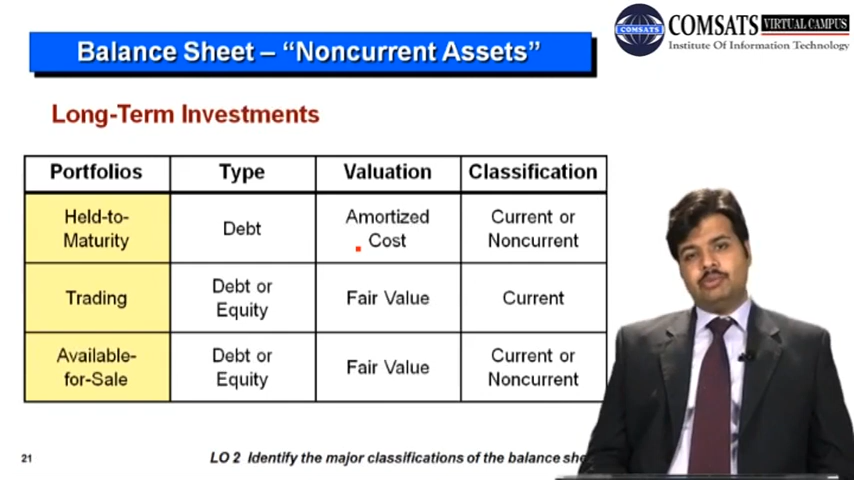 COMSATS VIRTUAL CAMPUS
COMSATS
Institute Of Information Technology
Balance Sheet – “Noncurrent Assets”
Long-Term Investments
Portfolios Type Valuation Classification
Held-to-
Maturity
Debt
Amortized
Cost
Current or
Noncurrent
Trading
Debt or
Equity
Fair Value
Current
Available-
for-Sale
Debt or
Equity
Fair Value
Current or
Noncurrent
21
LO 2 Identify the major classifications of the balance